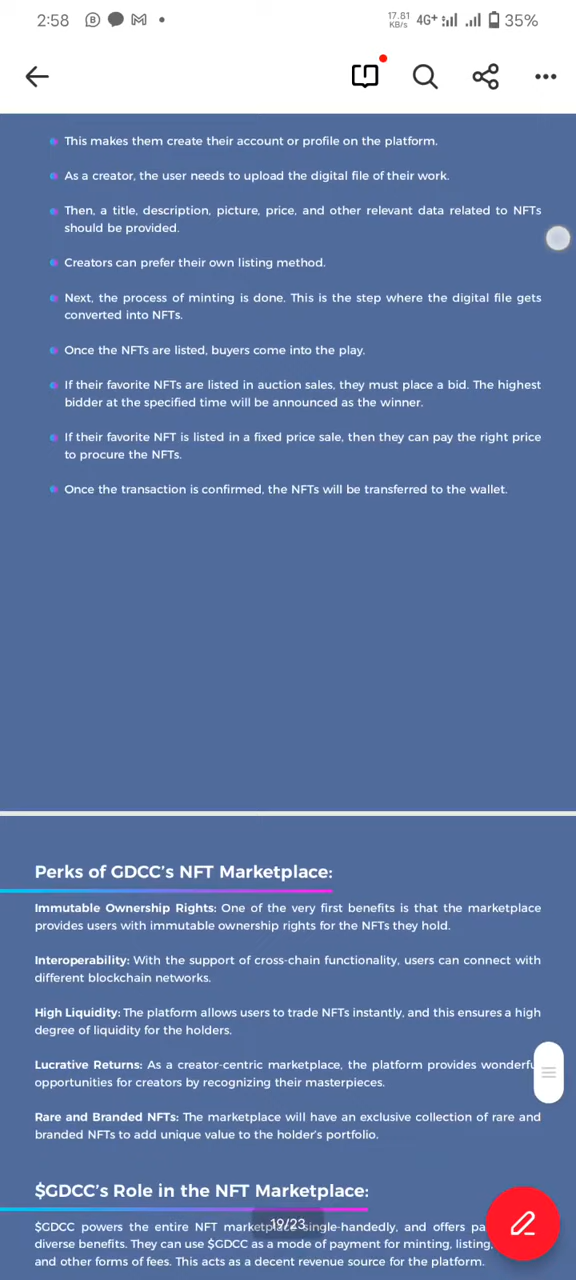 2:58
17.81 KB/s 4G+ 35%
This makes them create their account or profile on the platform.
As a creator, the user needs to upload the digital file of their work.
Then, a title, description, picture, price, and other relevant data related to NFTs
should be provided.
Creators can prefer their own listing method.
Next, the process of minting is done. This is the step where the digital file gets
converted into NFTs.
Once the NFTs are listed, buyers come into the play.
If their favorite NFTs are listed in auction sales, they must place a bid. The highest
bidder at the specified time will be announced as the winner.
If their favorite NFT is listed in a fixed price sale, then they can pay the right price
to procure the NFTs.
Once the transaction is confirmed, the NFTs will be transferred to the wallet.
Perks of GDCC's NFT Marketplace:
Immutable Ownership Rights: One of the very first benefits is that the marketplace
provides users with immutable ownership rights for the NFTs they hold.
Interoperability: With the support of cross-chain functionality, users can connect with
different blockchain networks.
High Liquidity: The platform allows users to trade NFTs instantly, and this ensures a high
degree of liquidity for the holders.
Lucrative Returns: As a creator-centric marketplace, the platform provides wonderfu
opportunities for creators by recognizing their masterpieces.
Rare and Branded NFTs: The marketplace will have an exclusive collection of rare and
branded NFTs to add unique value to the holder's portfolio.
$GDCC's Role in the NFT Marketplace:
19/23
$GDCC powers the entire NFT marketplace single-handedly, and offers pa
diverse benefits. They can use $GDCC as a mode of payment for minting, listing,
and other forms of fees. This acts as a decent revenue source for the platform.